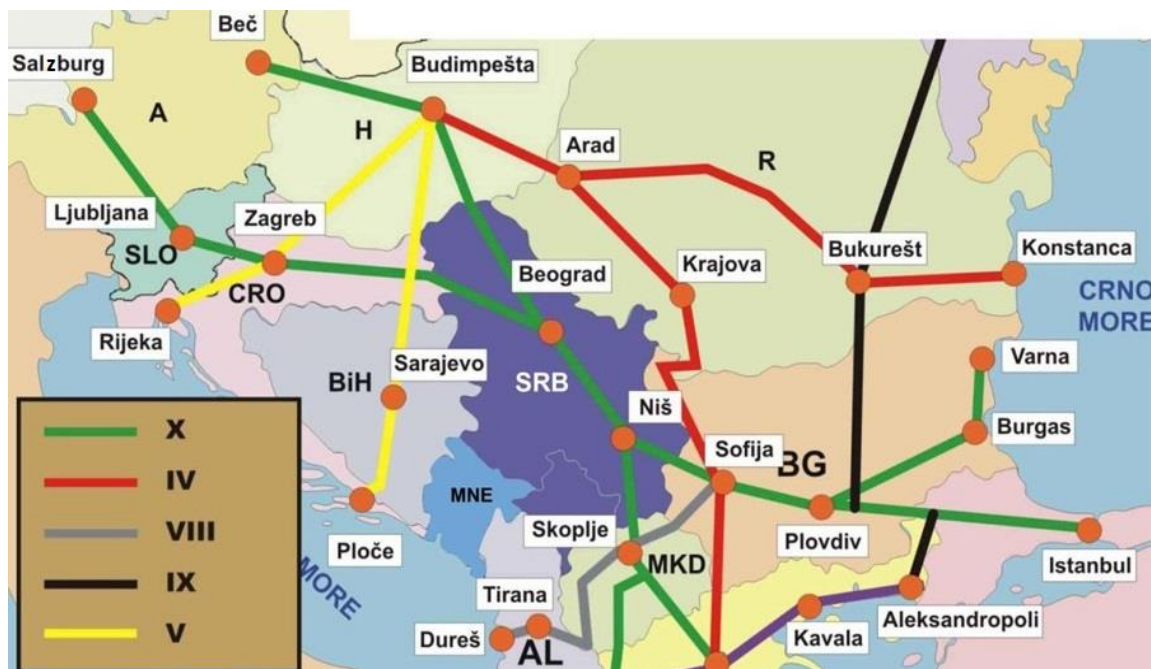 Beč
Salzburg
Budimpešta
A
H
Arad
R
Ljubljana
Zagreb
SLO
CRO
Beograd
Krajova
Bukurešt
Konstanca
CRNO
MORE
Rijeka
BiH
Sarajevo
SRB
Varna
Niš
Burgas
Sofija
BG
X
IV
VIII
IX
V
MNE
Ploče
Skoplje
MKD
Plovdiv
Istanbul
MORE
Tirana
Dureš
AL
Kavala
Aleksandropoli